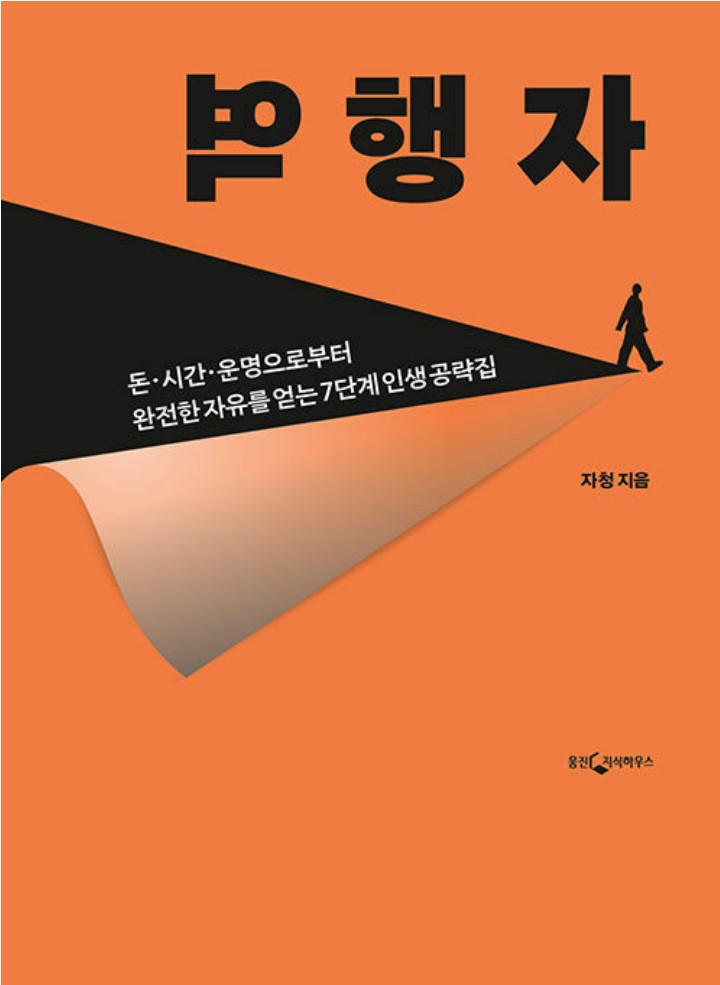 역행자
돈·시간·운명으로부터
완전한 자유를 얻는 7단계 인생 공략집
자청 지음
웅진 지식하우스